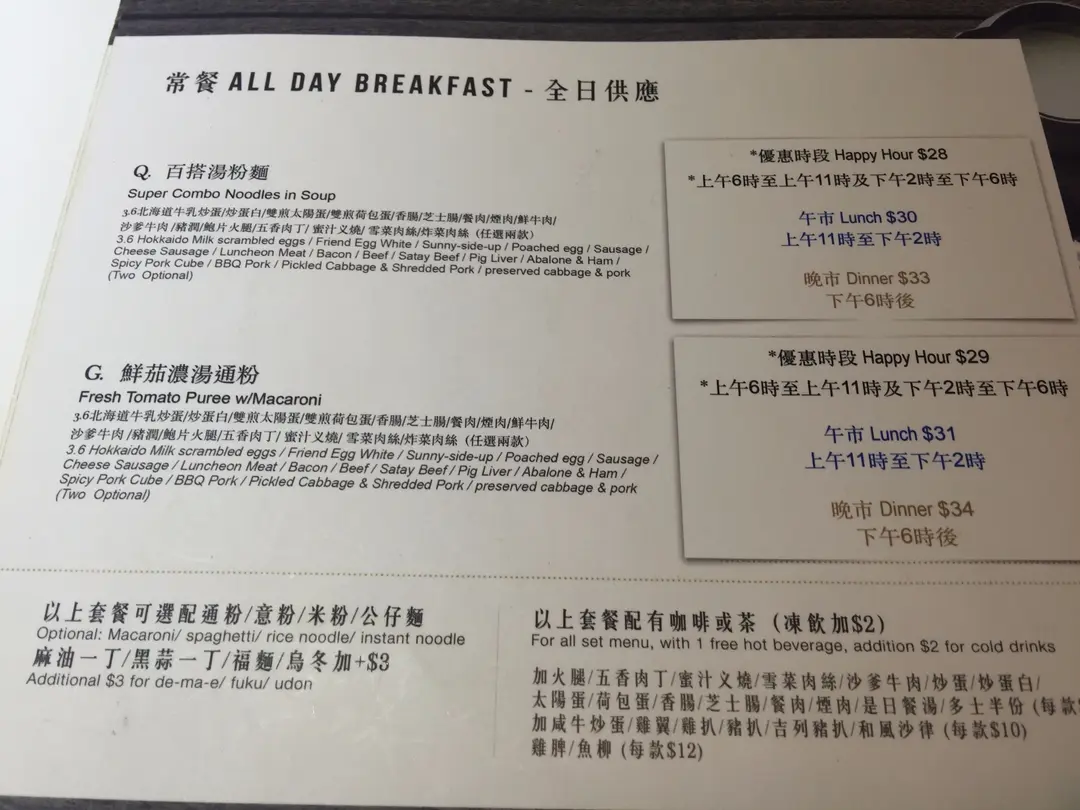 常餐 ALL DAY BREAKFAST - 全日供應
Q. 百搭湯粉麵
Super Combo Noodles in Soup
3.6北海道牛乳炒蛋/炒蛋白/雙煎太陽蛋/雙煎荷包蛋/香腸/芝士腸/餐肉/煙肉/鮮牛肉/
沙爹牛肉/豬潤/鮑片火腿/五香肉丁/蜜汁义燒/雪菜肉絲/炸菜肉絲（任選兩款）
3.6 Hokkaido Milk scrambled eggs / Friend Egg White / Sunny-side-up / Poached egg / Sausage /
Cheese Sausage / Luncheon Meat / Bacon / Beef / Satay Beef / Pig Liver / Abalone & Ham /
Spicy Pork Cube / BBQ Pork / Pickled Cabbage & Shredded Pork / preserved cabbage & pork
(Two Optional)
*優惠時段 Happy Hour $28
*上午6時至上午11時及下午2時至下午6時
午市 Lunch $30
上午11時至下午2時
晚市 Dinner $33
下午6時後
G. 鮮茄濃湯通粉
Fresh Tomato Puree w/Macaroni
3.6北海道牛乳炒蛋/炒蛋白/雙煎太陽蛋/雙煎荷包蛋/香腸/芝士腸/餐肉/煙肉/鮮牛肉/
沙爹牛肉/豬潤/鮑片火腿/五香肉丁/蜜汁义燒/雪菜肉絲/炸菜肉絲（任選兩款）
3.6 Hokkaido Milk scrambled eggs / Friend Egg White / Sunny-side-up / Poached egg / Sausage /
Cheese Sausage / Luncheon Meat / Bacon / Beef / Satay Beef / Pig Liver / Abalone & Ham /
Spicy Pork Cube / BBQ Pork / Pickled Cabbage & Shredded Pork / preserved cabbage & pork
(Two Optional)
*優惠時段 Happy Hour $29
*上午6時至上午11時及下午2時至下午6時
午市 Lunch $31
上午11時至下午2時
晚市 Dinner $34
下午6時後
以上套餐可選配通粉/意粉/米粉/公仔麵
Optional: Macaroni/ spaghetti/ rice noodle/ instant noodle
麻油一丁/黑蒜一丁/福麵/烏冬加+$3
Additional $3 for de-ma-e/ fuku/ udon
以上套餐配有咖啡或茶（凍飲加$2）
For all set menu, with 1 free hot beverage, addition $2 for cold drinks
加火腿/五香肉丁/蜜汁义燒/雪菜肉絲/沙爹牛肉/炒蛋/炒蛋白/
太陽蛋/荷包蛋/香腸/芝士腸/餐肉/煙肉/是日餐湯/多士半份（每款
加咸牛炒蛋/雞翼/雞扒/豬扒/吉列豬扒/和風沙律（每款$10）
雞脾/魚柳（每款$12）